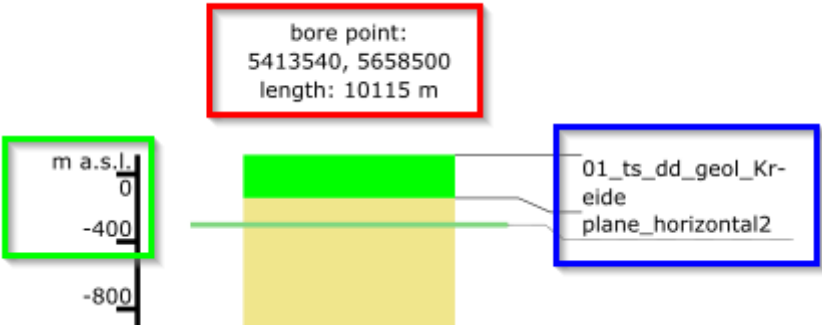 bore point:
5413540, 5658500
length: 10115 m
m a.s.l.
0
-400
-800
01_ts_dd_geol_Kr-
eide
plane_horizontal2